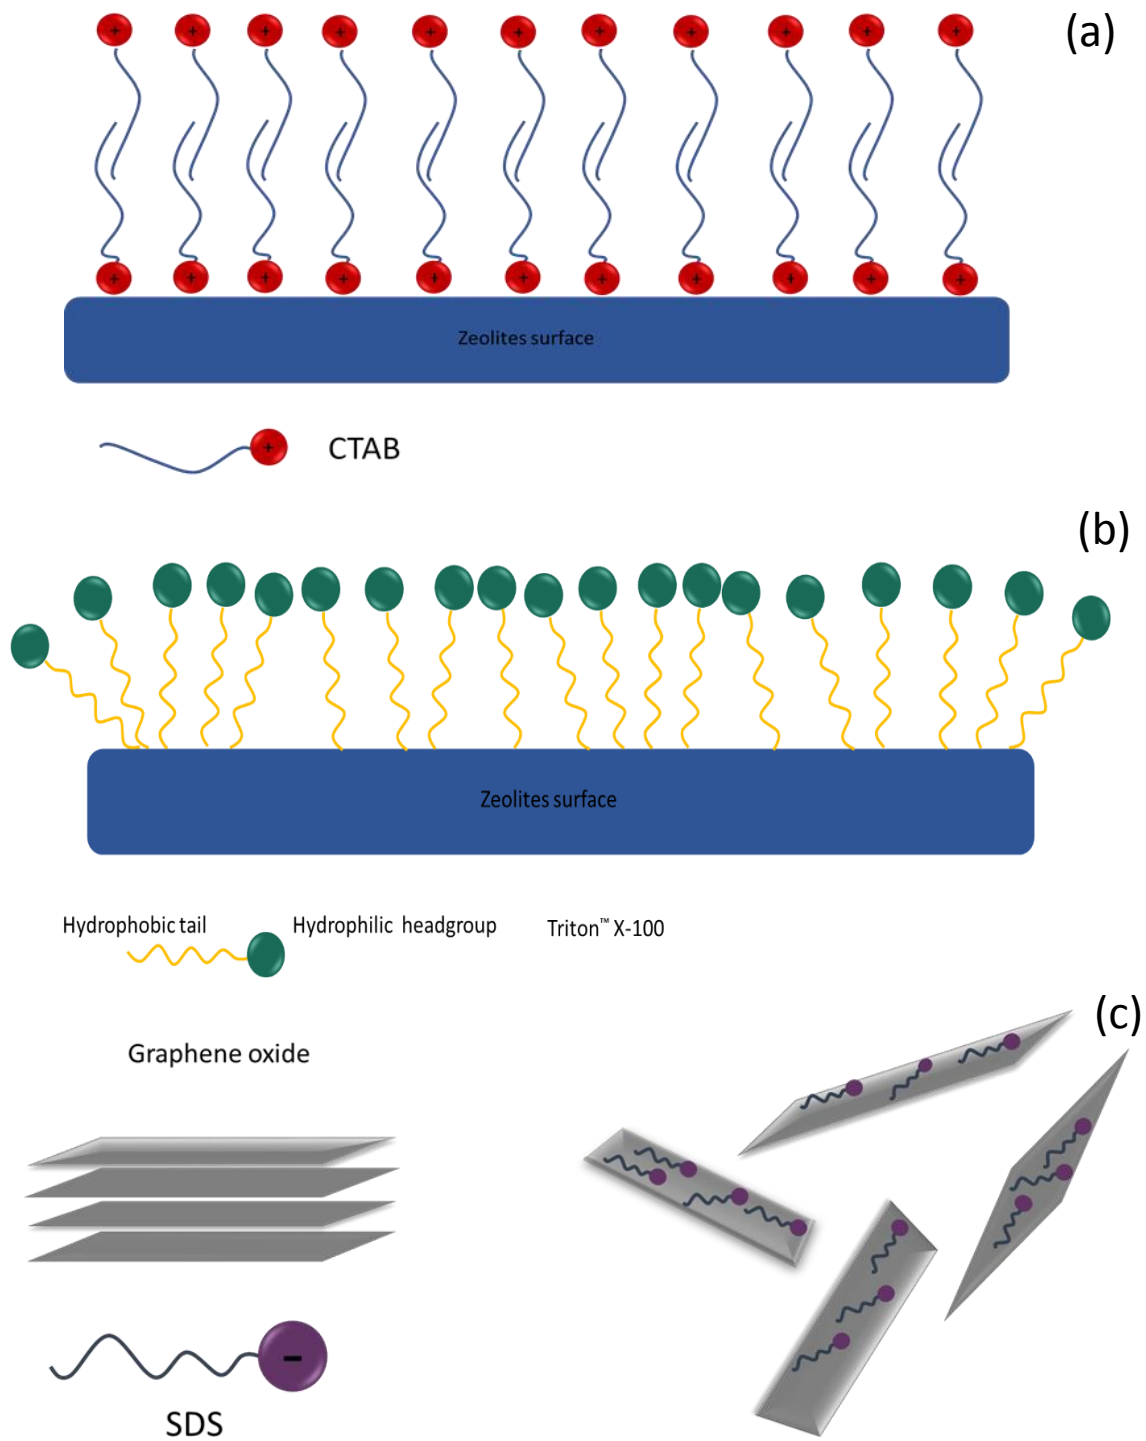 (a)
+ + + + + + + + + + +
+ + + + + + + + + + +
Zeolites surface
+ CTAB
(b)
Zeolites surface
Hydrophobic tail Hydrophilic headgroup Triton™ X-100
(c)
Graphene oxide
-
SDS